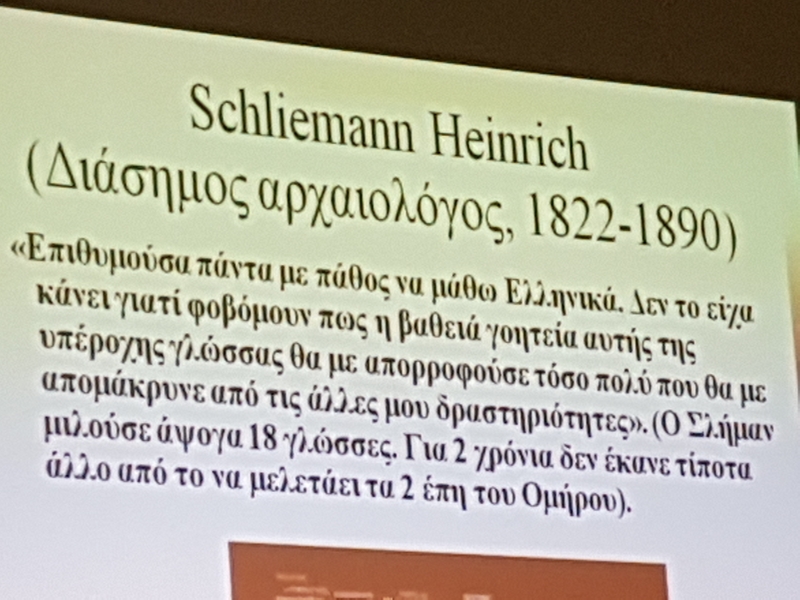 Schliemann Heinrich
(Διάσημος αρχαιολόγος, 1822-1890)
«Επιθυμούσα πάντα με πάθος να μάθω Ελληνικά. Δεν το είχα
κάνει γιατί φοβόμουν πως η βαθειά γοητεία αυτής της
υπέροχης γλώσσας θα με απορροφούσε τόσο πολύ που θα με
απομάκρυνε από τις άλλες μου δραστηριότητες». (Ο Σλήμαν
μιλούσε άψογα 18 γλώσσες. Για 2 χρόνια δεν έκανε τίποτα
άλλο από το να μελετάει τα 2 έπη του Ομήρου).